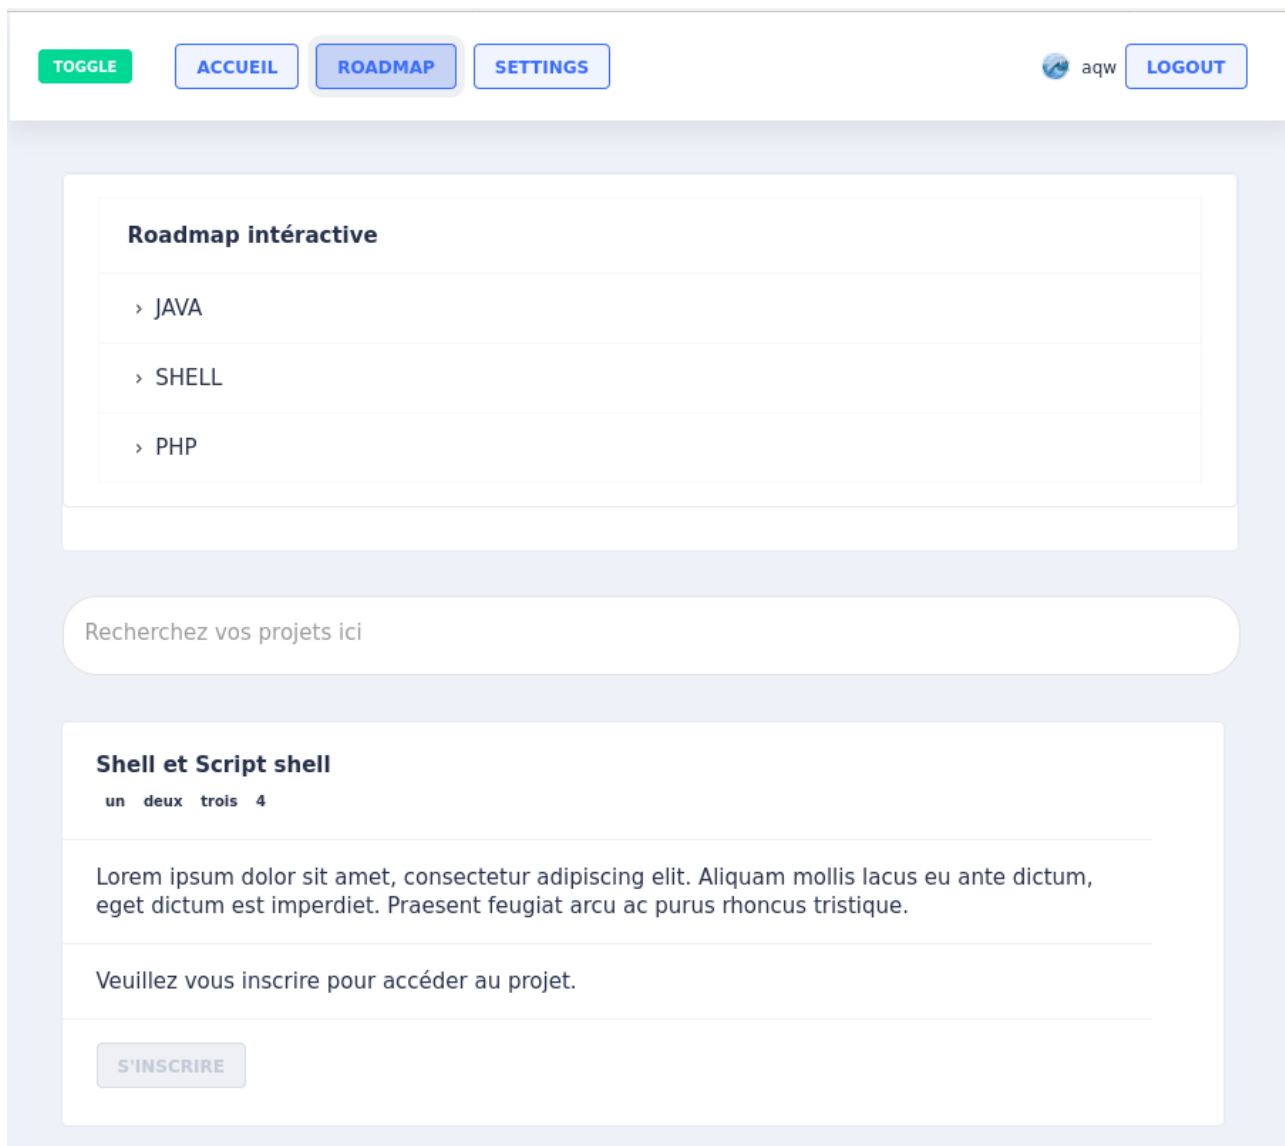 TOGGLE ACCUEIL ROADMAP SETTINGS aqw LOGOUT
Roadmap intéractive
› JAVA
› SHELL
› PHP
Recherchez vos projets ici
Shell et Script shell
un deux trois 4
Lorem ipsum dolor sit amet, consectetur adipiscing elit. Aliquam mollis lacus eu ante dictum,
eget dictum est imperdiet. Praesent feugiat arcu ac purus rhoncus tristique.
Veuillez vous inscrire pour accéder au projet.
S'INSCRIRE